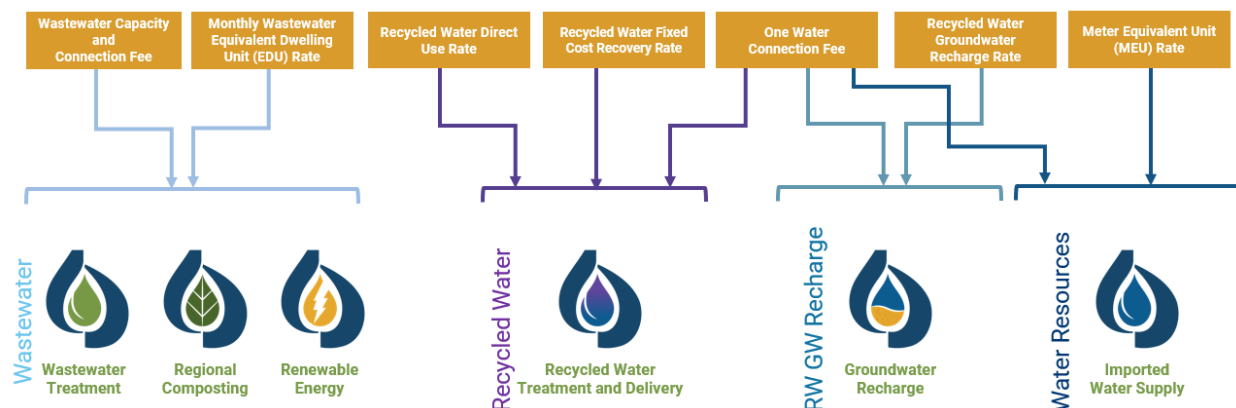 Wastewater Capacity
and
Connection Fee
Monthly Wastewater
Equivalent Dwelling
Unit (EDU) Rate
Recycled Water Direct
Use Rate
Recycled Water Fixed
Cost Recovery Rate
One Water
Connection Fee
Recycled Water
Groundwater
Recharge Rate
Meter Equivalent Unit
(MEU) Rate
Wastewater
Wastewater
Treatment
Regional
Composting
Renewable
Energy
Recycled Water
Recycled Water
Treatment and Delivery
RW GW Recharge
Groundwater
Recharge
Water Resources
Imported
Water Supply